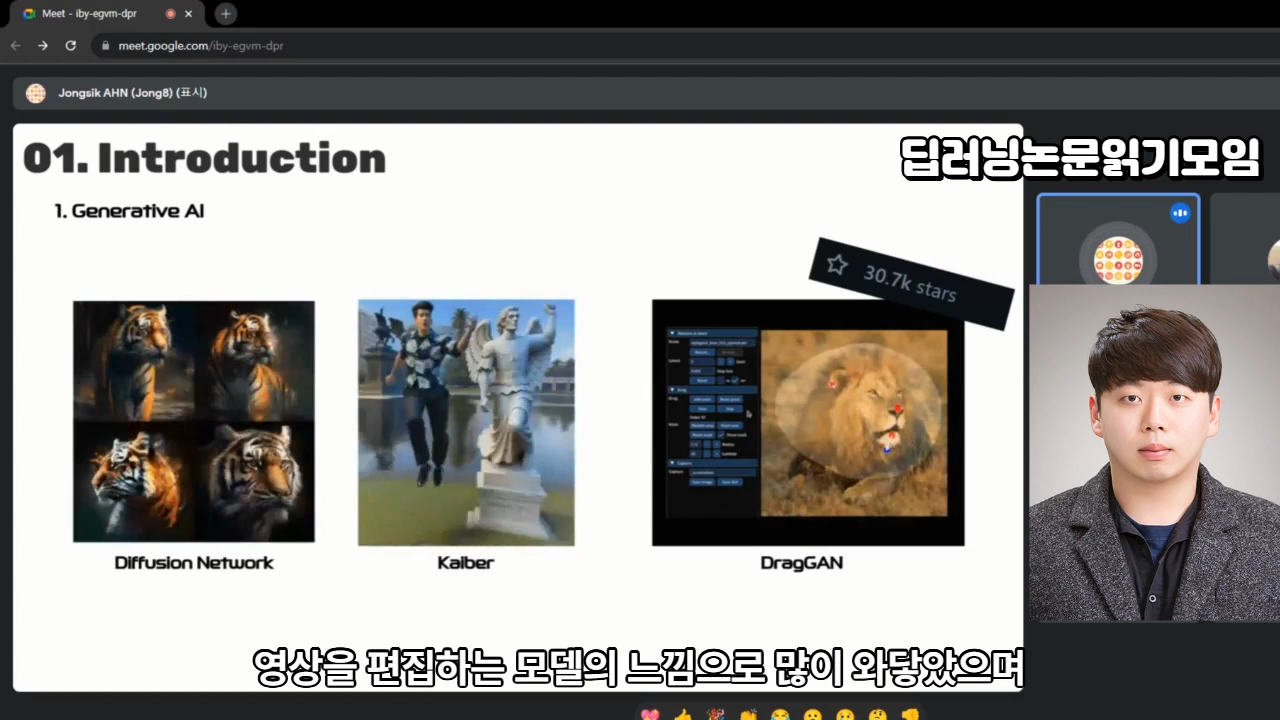 Meet - iby-egvm-dpr
meet.google.com/iby-egvm-dpr
Jongsik AHN (Jong8) (표시)
01. Introduction
딥러닝논문읽기모임
1. Generative AI
30.7k stars
Diffusion Network
Kaiber
DragGAN
영상을 편집하는 모델의 느낌으로 많이 와닿았으며